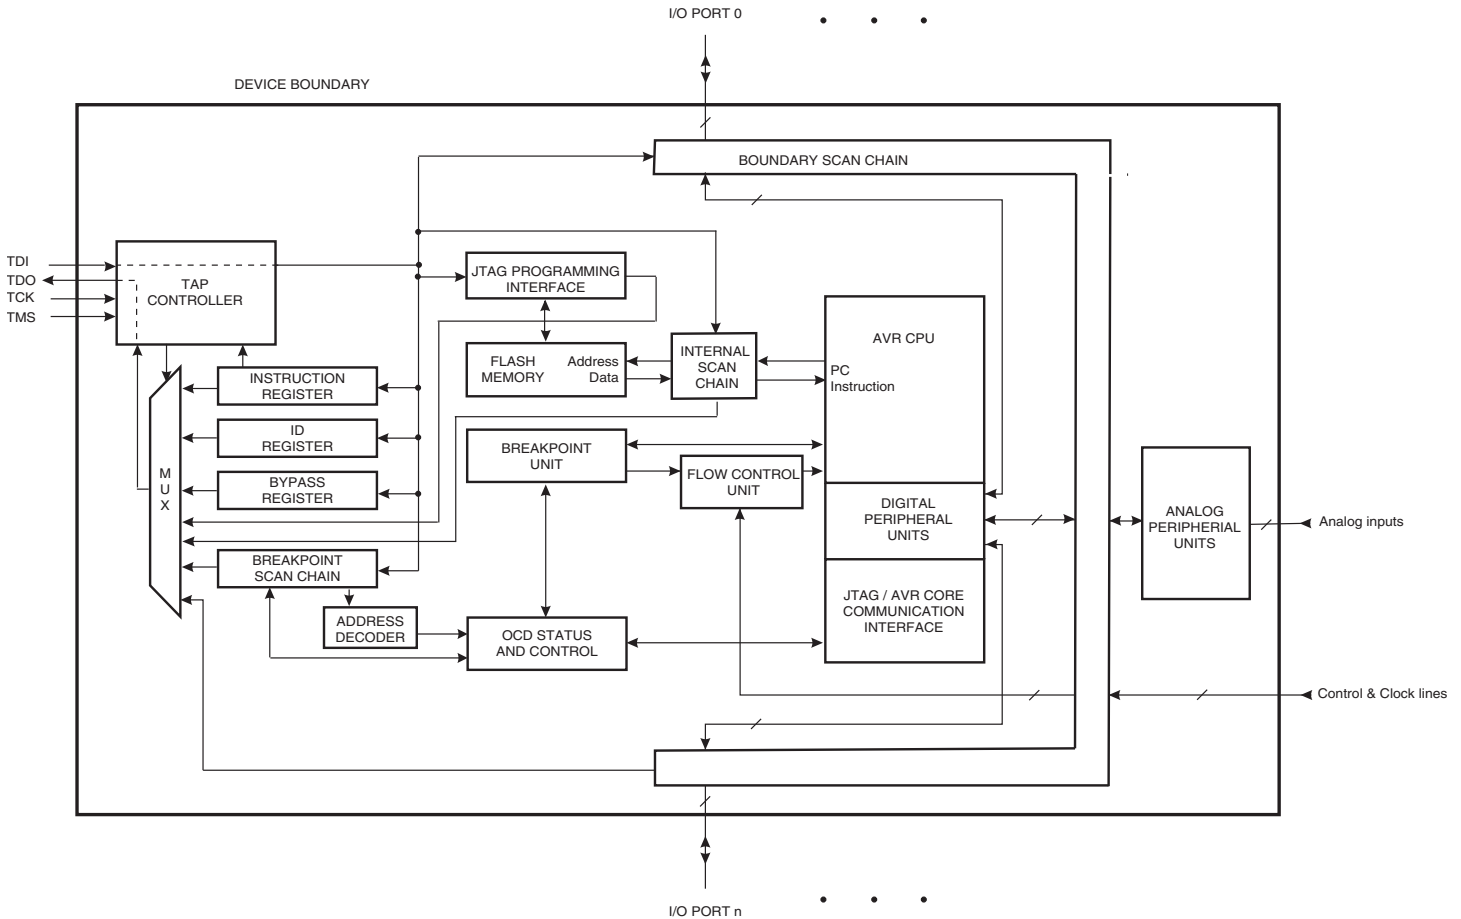 I/O PORT 0
DEVICE BOUNDARY
BOUNDARY SCAN CHAIN
TDI
TDO
TCK
TMS
TAP
CONTROLLER
JTAG PROGRAMMING
INTERFACE
FLASH
MEMORY
Address
Data
INTERNAL
SCAN
CHAIN
AVR CPU
PC
Instruction
INSTRUCTION
REGISTER
ID
REGISTER
BYPASS
REGISTER
M
U
X
BREAKPOINT
SCAN CHAIN
ADDRESS
DECODER
BREAKPOINT
UNIT
FLOW CONTROL
UNIT
OCD STATUS
AND CONTROL
DIGITAL
PERIPHERAL
UNITS
JTAG / AVR CORE
COMMUNICATION
INTERFACE
ANALOG
PERIPHERIAL
UNITS
Analog inputs
Control & Clock lines
I/O PORT n